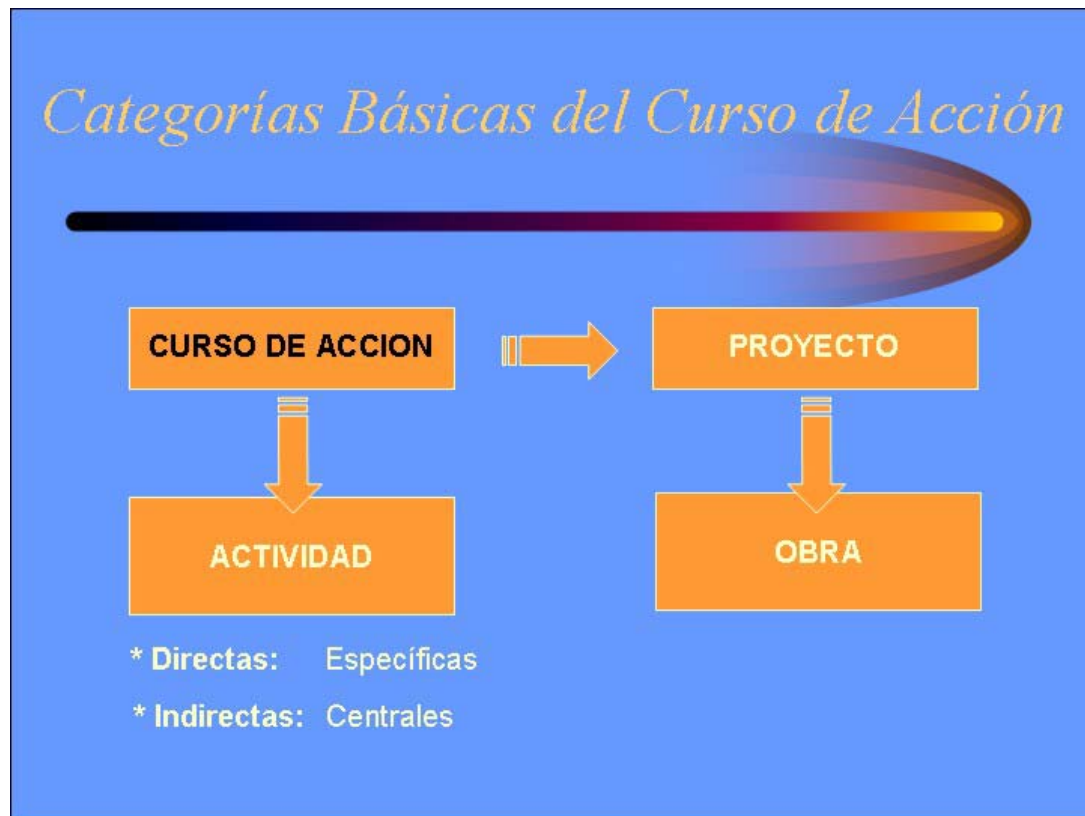 Categorías Básicas del Curso de Acción
CURSO DE ACCION
PROYECTO
ACTIVIDAD
OBRA
* Directas: Específicas
* Indirectas: Centrales